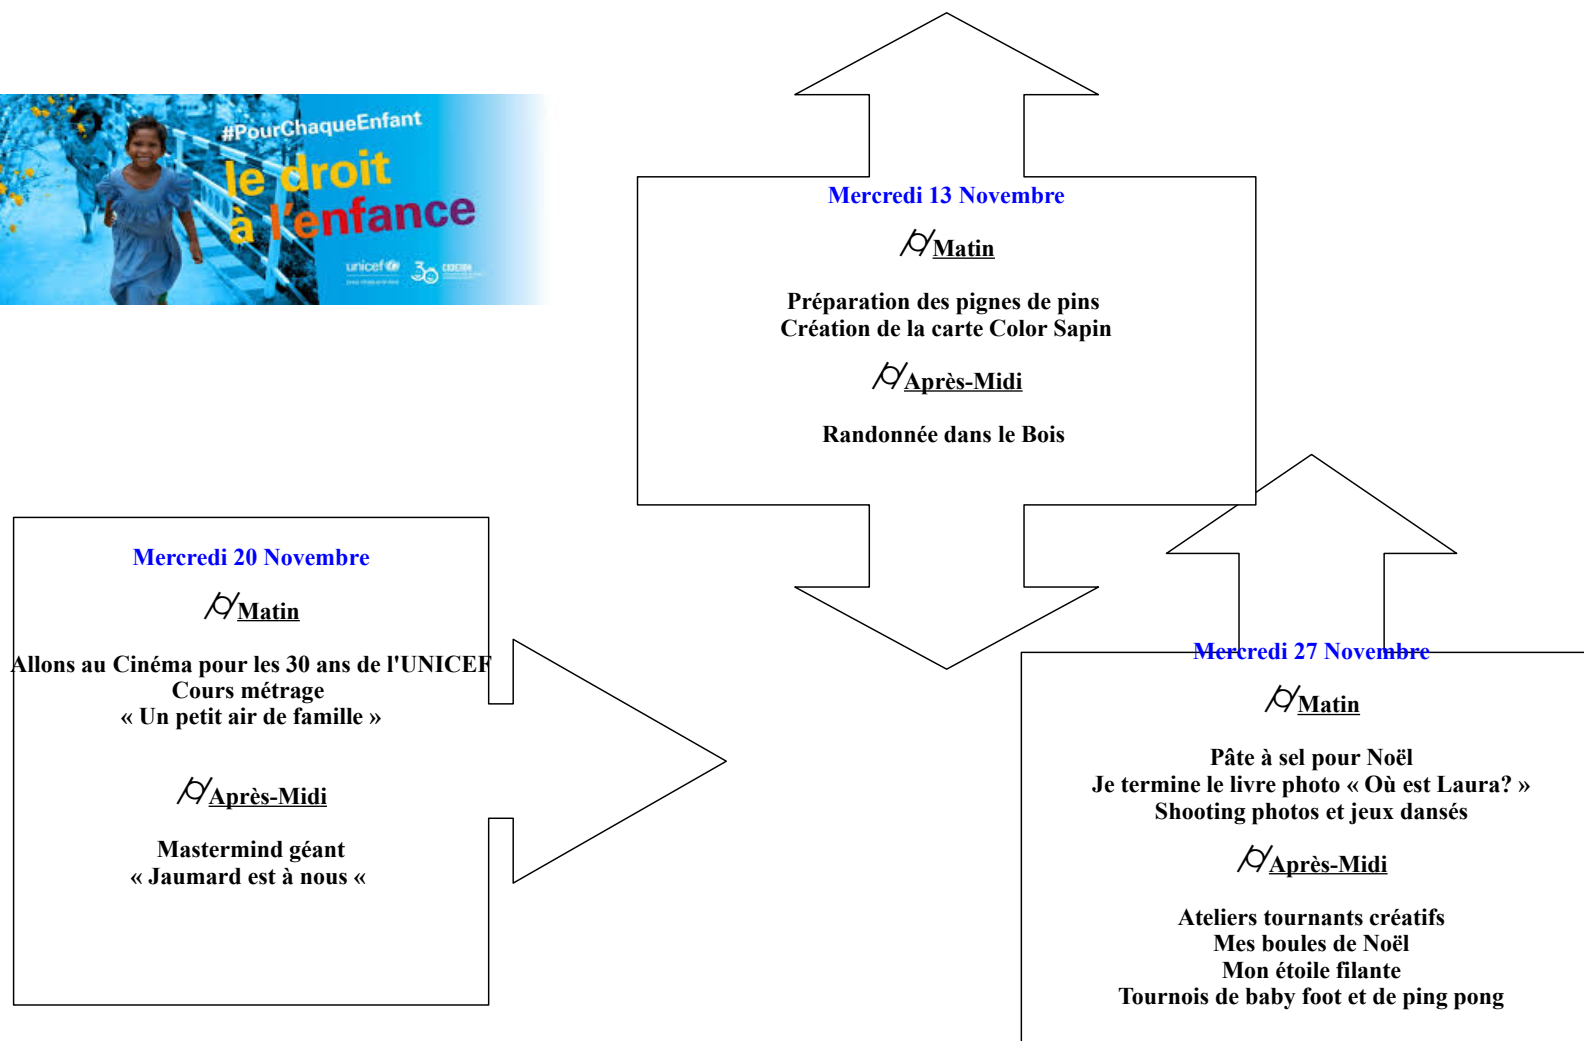 #PourChaqueEnfant
le droit
à l'enfance
unicef
30
Mercredi 13 Novembre
Matin
Préparation des pignes de pins
Création de la carte Color Sapin
Après-Midi
Randonnée dans le Bois
Mercredi 20 Novembre
Matin
Allons au Cinéma pour les 30 ans de l'UNICEF
Cours métrage
« Un petit air de famille »
Après-Midi
Mastermind géant
« Jaumard est à nous «
Mercredi 27 Novembre
Matin
Pâte à sel pour Noël
Je termine le livre photo « Où est Laura? »
Shooting photos et jeux dansés
Après-Midi
Ateliers tournants créatifs
Mes boules de Noël
Mon étoile filante
Tournois de baby foot et de ping pong